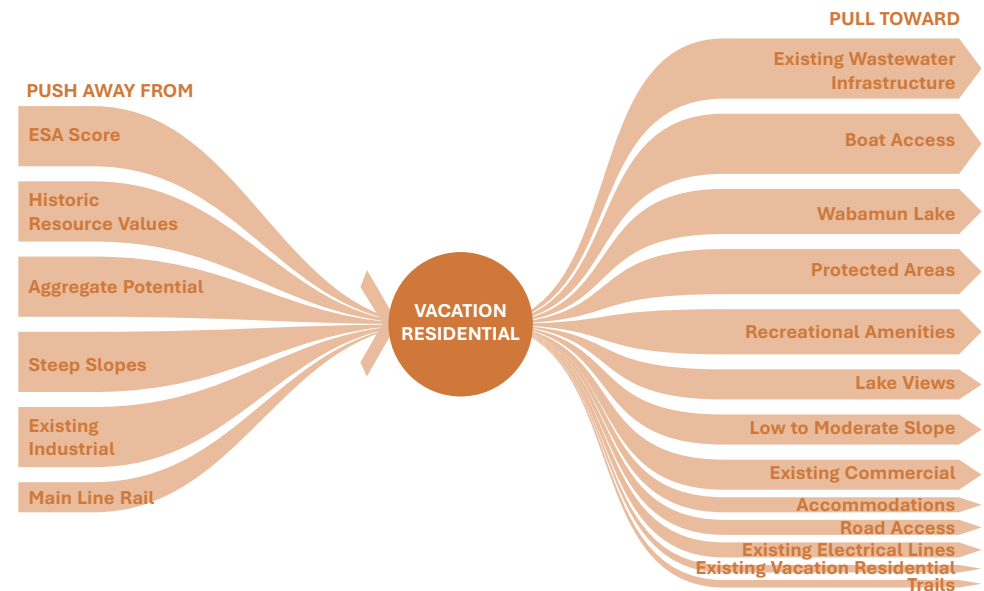 PUSH AWAY FROM
ESA Score
Historic
Resource Values
Aggregate Potential
Steep Slopes
Existing
Industrial
Main Line Rail
VACATION
RESIDENTIAL
PULL TOWARD
Existing Wastewater
Infrastructure
Boat Access
Wabamun Lake
Protected Areas
Recreational Amenities
Lake Views
Low to Moderate Slope
Existing Commercial
Accommodations
Road Access
Existing Electrical Lines
Existing Vacation Residential
Trails